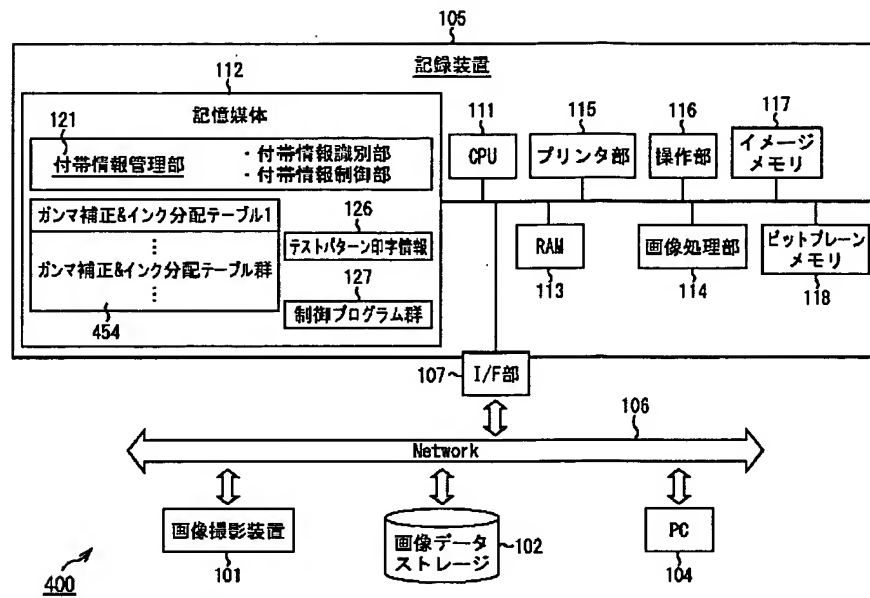 105
記録装置
112
記憶媒体
121
付帯情報管理部
・付帯情報識別部
・付帯情報制御部
ガンマ補正&インク分配テーブル1
⋮
ガンマ補正&インク分配テーブル群
⋮
454
126
テストパターン印字情報
127
制御プログラム群
111
CPU
115
プリンタ部
116
操作部
117
イメージ
メモリ
RAM
113
画像処理部
114
ビットプレーン
メモリ
118
107
I/F部
106
Network
画像撮影装置
101
画像データ
ストレージ
102
PC
104
400